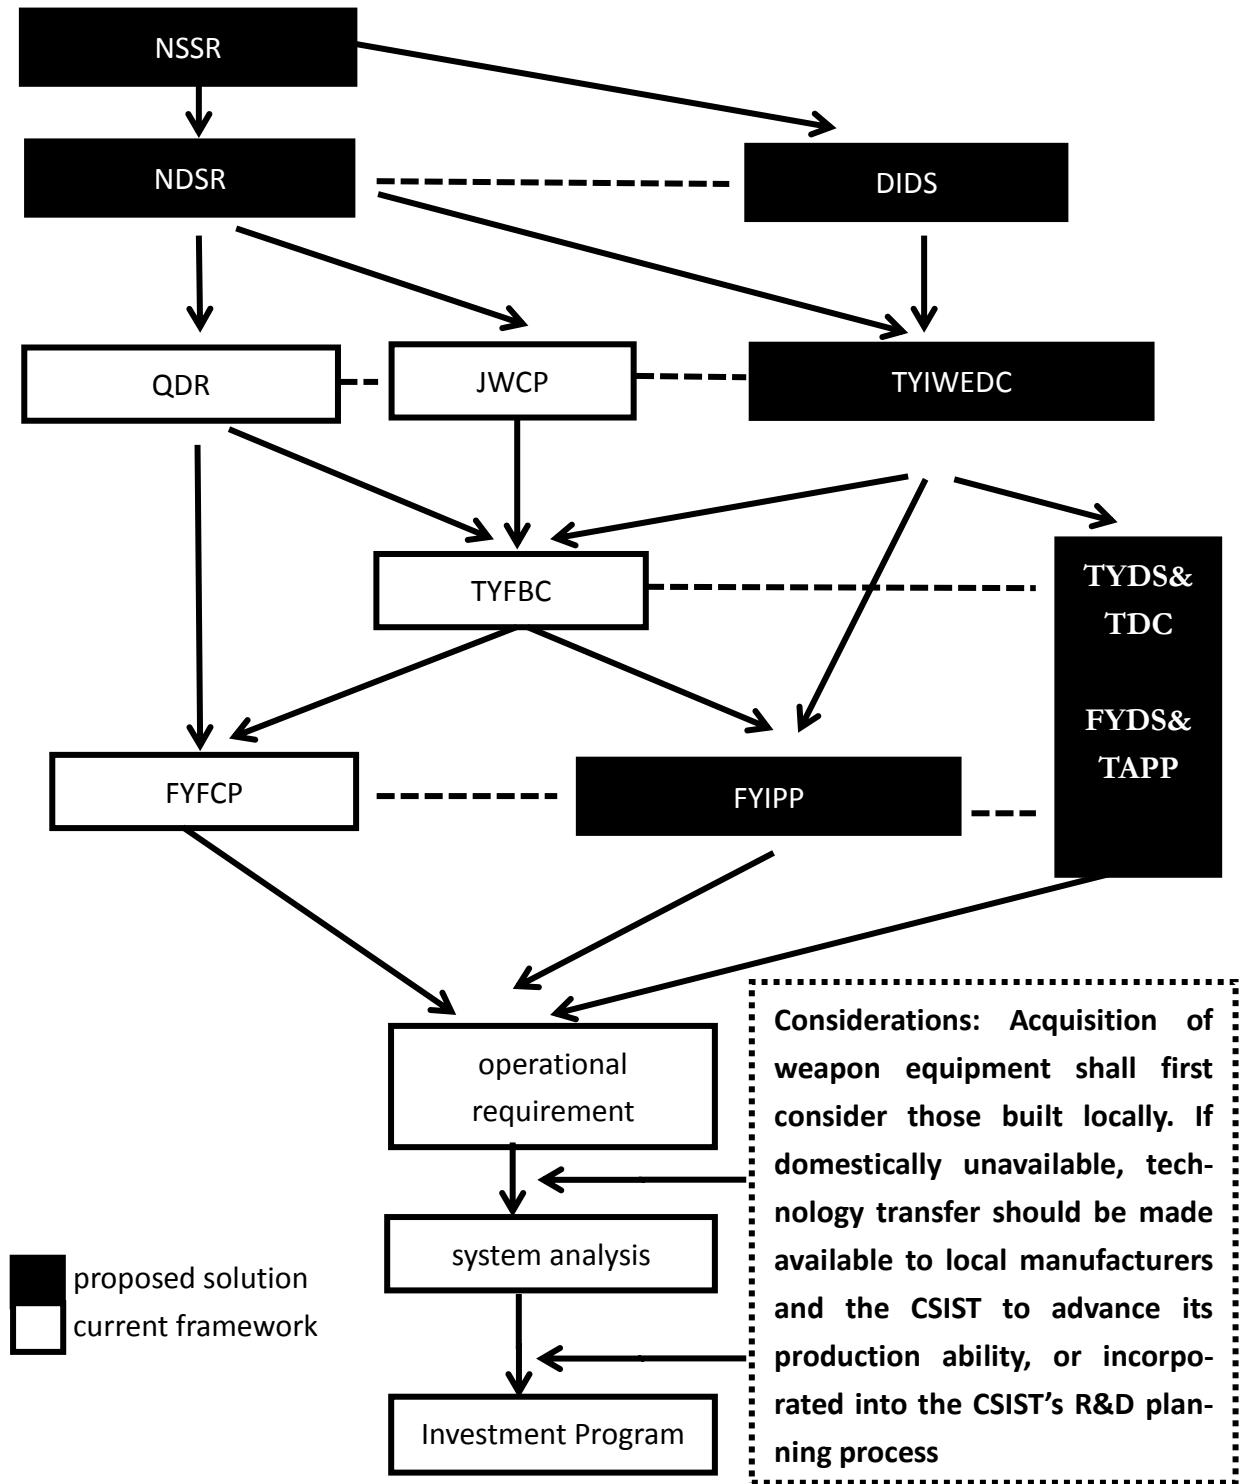 NSSR
NDSR
DIDS
QDR
JWCP
TYIWEDC
TYFBC
TYDS&
TDC
FYDS&
TAPP
FYFCP
FYIPP
operational
requirement
system analysis
Investment Program
Considerations: Acquisition of
weapon equipment shall first
consider those built locally. If
domestically unavailable, tech-
nology transfer should be made
available to local manufacturers
and the CSIST to advance its
production ability, or incorpo-
rated into the CSIST's R&D plan-
ning process
proposed solution
current framework